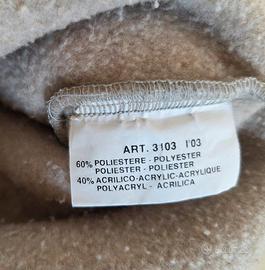 ART. 3103 I'03
60% POLIESTERE - POLYESTER
POLIESTER - POLIESTER
40% ACRILICO-ACRYLIC-ACRYLIQUE
POLYACRYL - ACRILICA